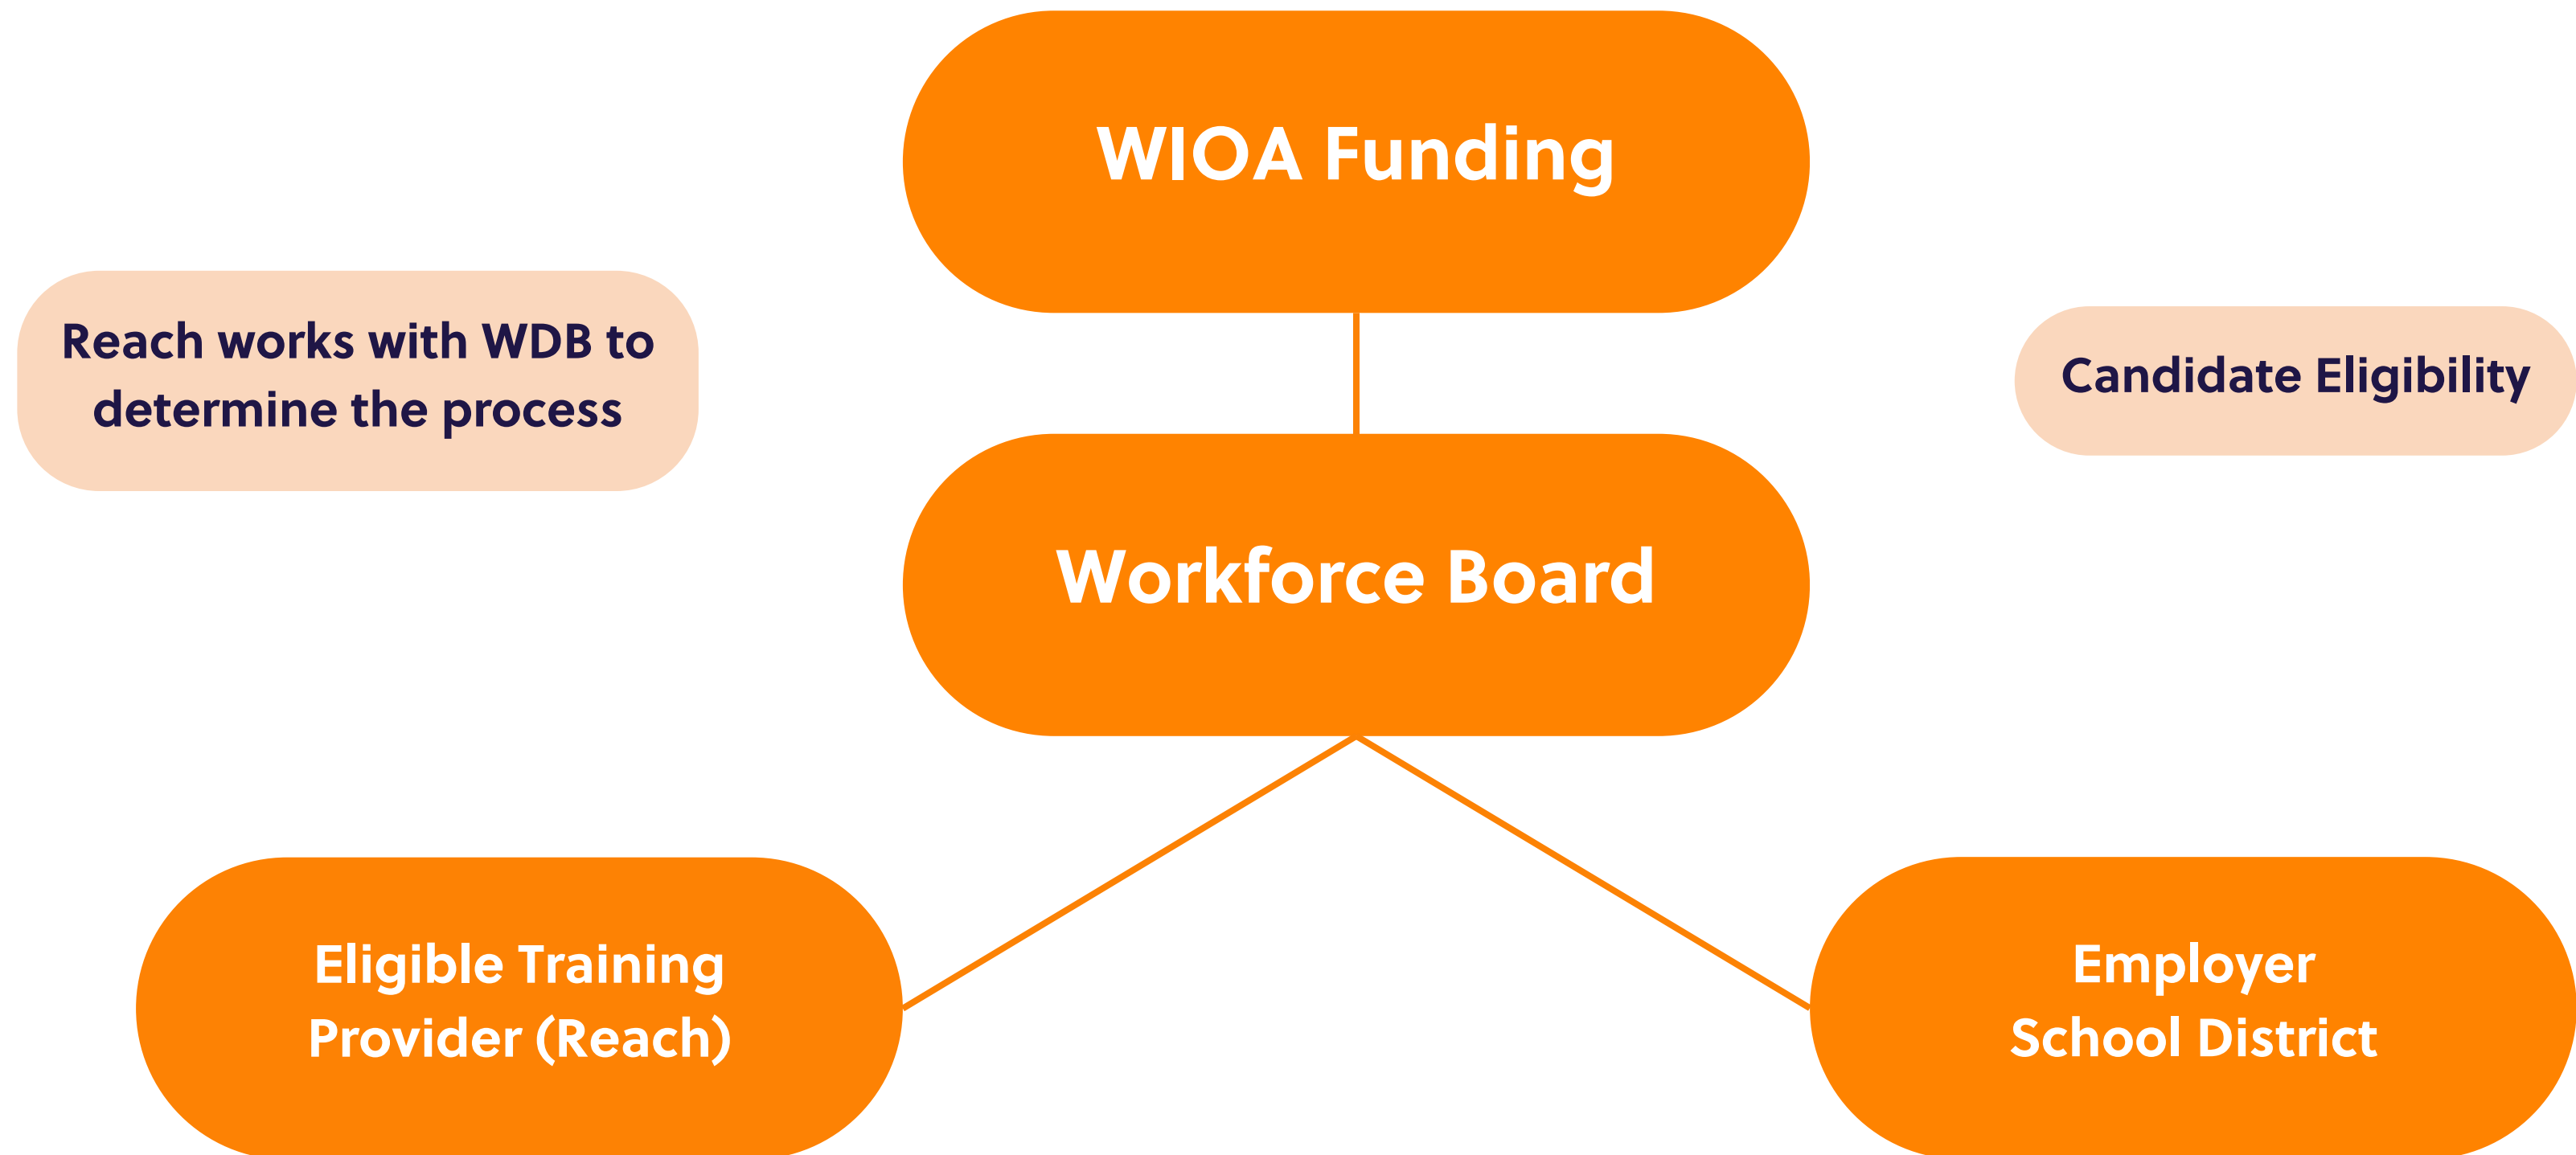 WIOA Funding
Reach works with WDB to
determine the process
Candidate Eligibility
Workforce Board
Eligible Training
Provider (Reach)
Employer
School District